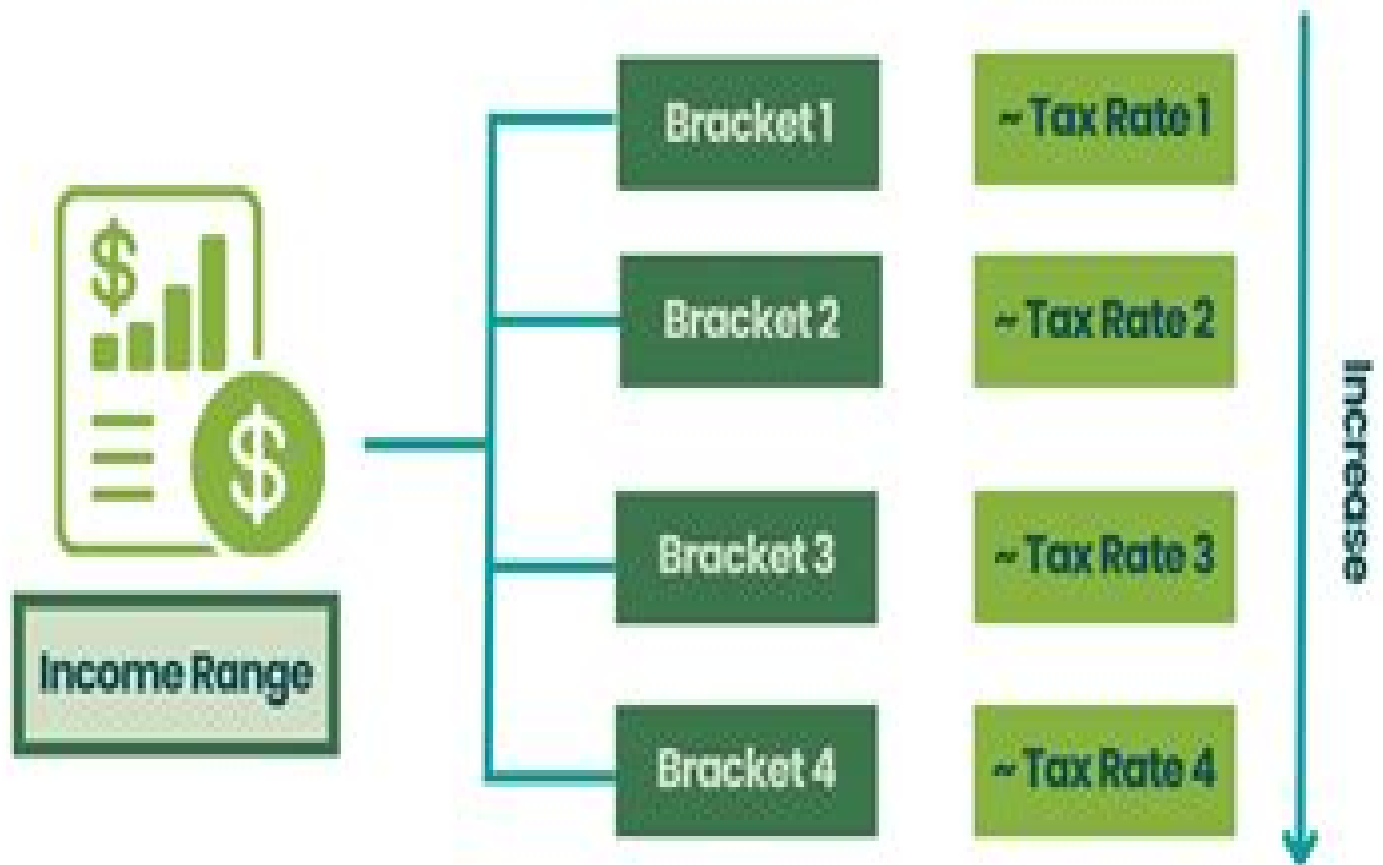 Bracket 1
~ Tax Rate 1
$
Bracket 2
~ Tax Rate 2
Increase
$
Bracket 3
~ Tax Rate 3
Income Range
Bracket 4
~ Tax Rate 4